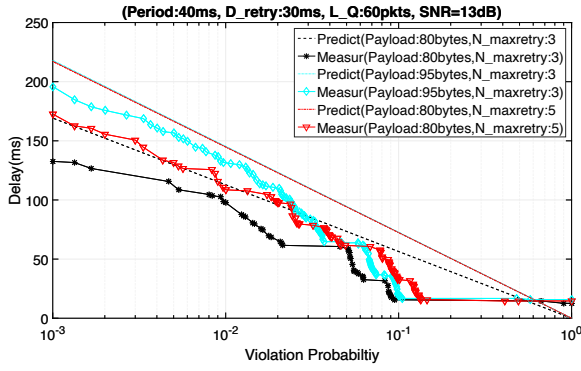 (Period:40ms, D_retry:30ms, L_Q:60pkts, SNR=13dB)
250
200
150
100
50
0
Delay(ms)
Predict(Payload:80bytes,N_maxretry:3
Measur(Payload:80bytes,N_maxretry:3)
Predict(Payload:95bytes,N_maxretry:3
Measur(Payload:95bytes,N_maxretry:3)
Predict(Payload:80bytes,N_maxretry:5
Measur(Payload:80bytes,N_maxretry:5)
10^-3
10^-2
10^-1
10^0
Violation Probabiltiy